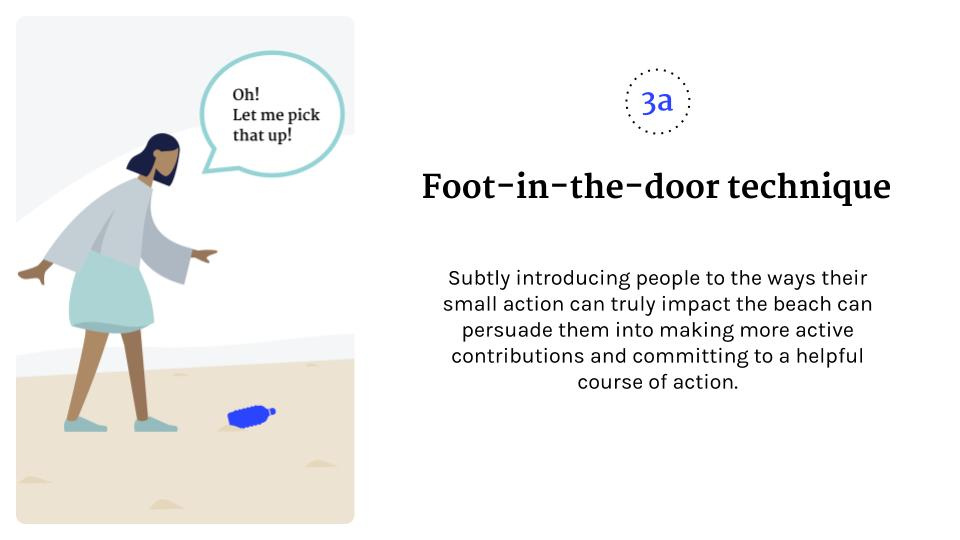 Oh!
Let me pick
that up!
3a
Foot-in-the-door technique
Subtly introducing people to the ways their
small action can truly impact the beach can
persuade them into making more active
contributions and committing to a helpful
course of action.